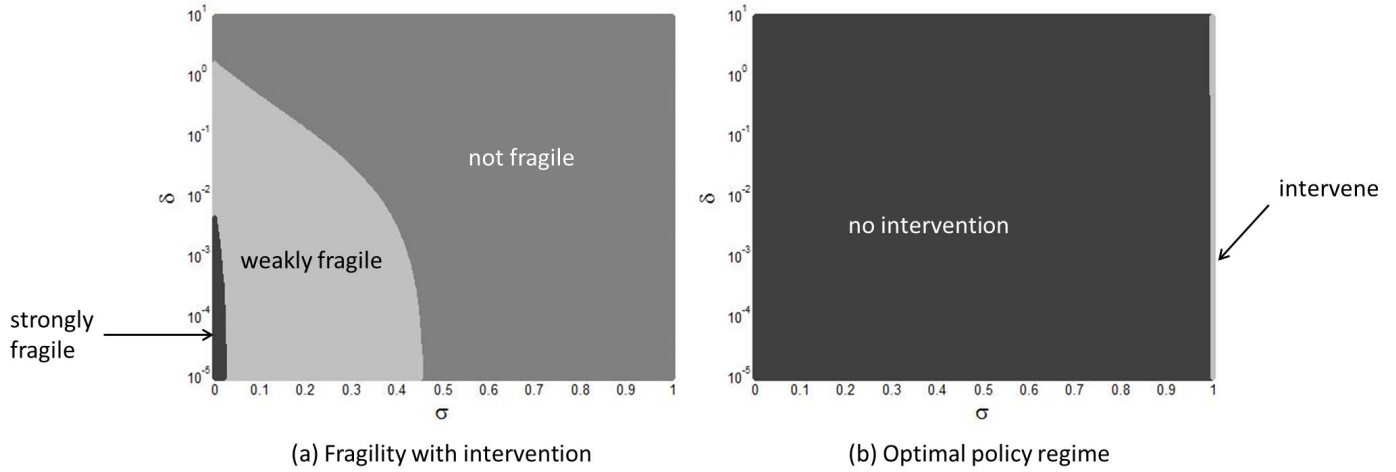 10^1
10^0
10^-1
10^-2
10^-3
10^-4
10^-5
δ
not fragile
weakly fragile
strongly
fragile
0 0.1 0.2 0.3 0.4 0.5 0.6 0.7 0.8 0.9 1
σ
(a) Fragility with intervention
10^1
10^0
10^-1
10^-2
10^-3
10^-4
10^-5
δ
no intervention
intervene
0 0.1 0.2 0.3 0.4 0.5 0.6 0.7 0.8 0.9 1
σ
(b) Optimal policy regime